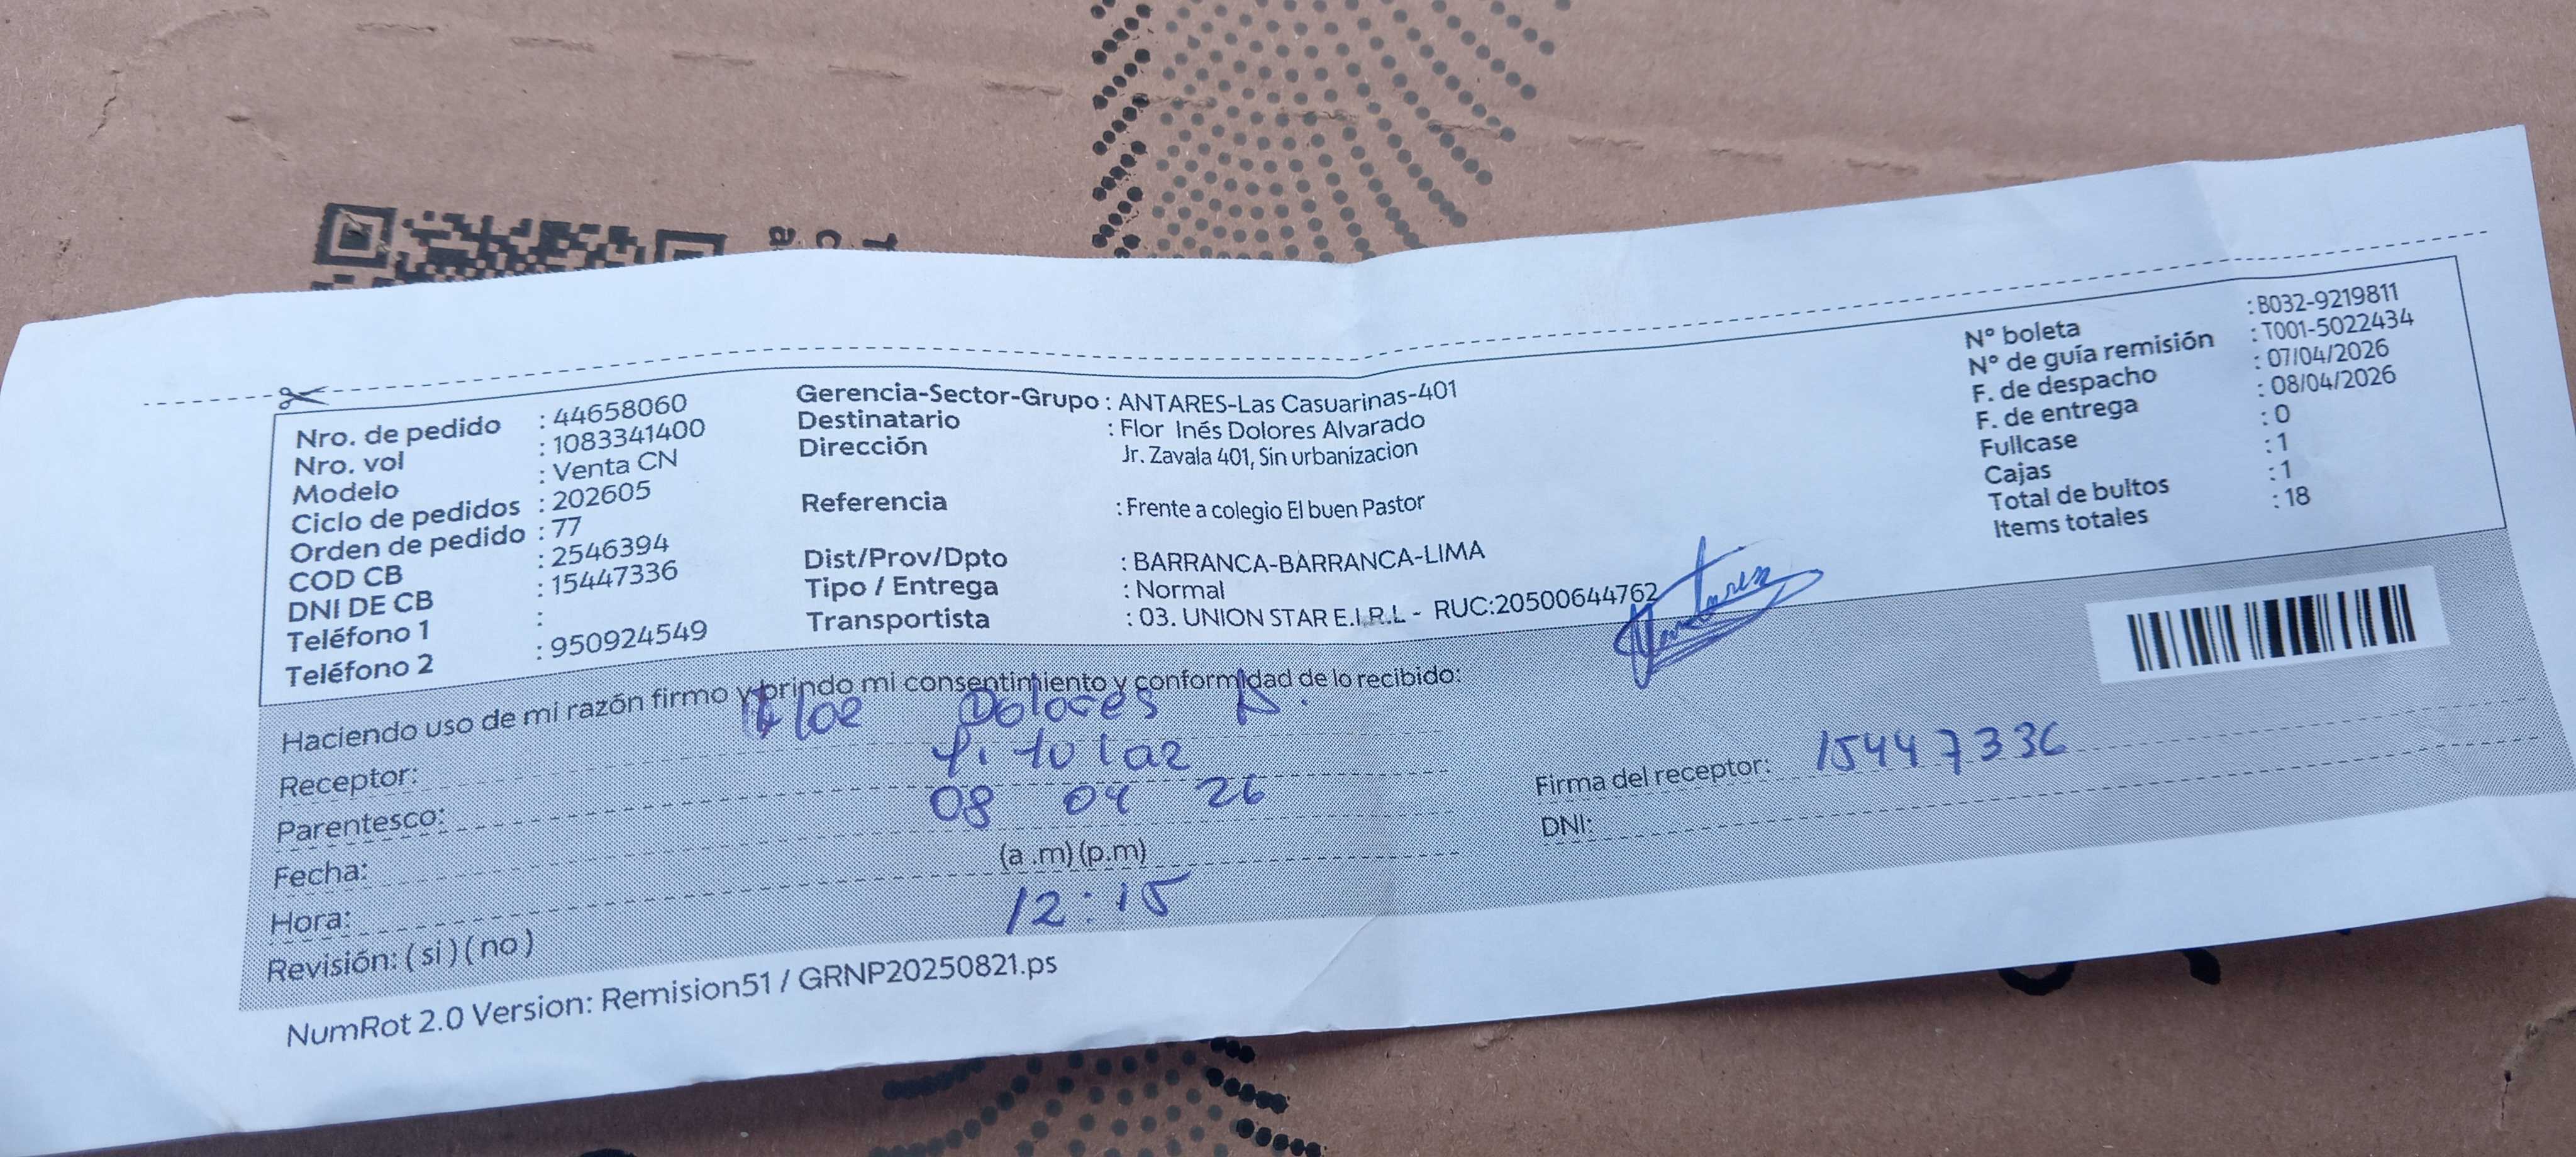 Nro. de pedido : 44658060
Nro. vol : 1083341400
Modelo : Venta CN
Ciclo de pedidos : 202605
Orden de pedido : 77
COD CB : 2546394
DNI DE CB : 15447336
Teléfono 1 :
Teléfono 2 : 950924549
Gerencia-Sector-Grupo : ANTARES-Las Casuarinas-401
Destinatario : Flor Inés Dolores Alvarado
Dirección Jr. Zavala 401, Sin urbanizacion
Referencia : Frente a colegio El buen Pastor
Dist/Prov/Dpto : BARRANCA-BARRANCA-LIMA
Tipo / Entrega : Normal
Transportista : 03. UNION STAR E.I.R.L - RUC:20500644762
N° boleta : B032-9219811
N° de guía remisión : T001-5022434
F. de despacho : 07/04/2026
F. de entrega : 08/04/2026
Fullcase : 0
Cajas : 1
Total de bultos : 1
Items totales : 18
Haciendo uso de mi razón firmo y brindo mi consentimiento y conformidad de lo recibido:
Receptor: Flor Dolores A.
Parentesco: titular
Fecha: 08 04 26
Hora: (a .m) (p.m)
12:15
Revisión: ( si ) ( no )
Firma del receptor: 15447336
DNI:
NumRot 2.0 Version: Remision51 / GRNP20250821.ps